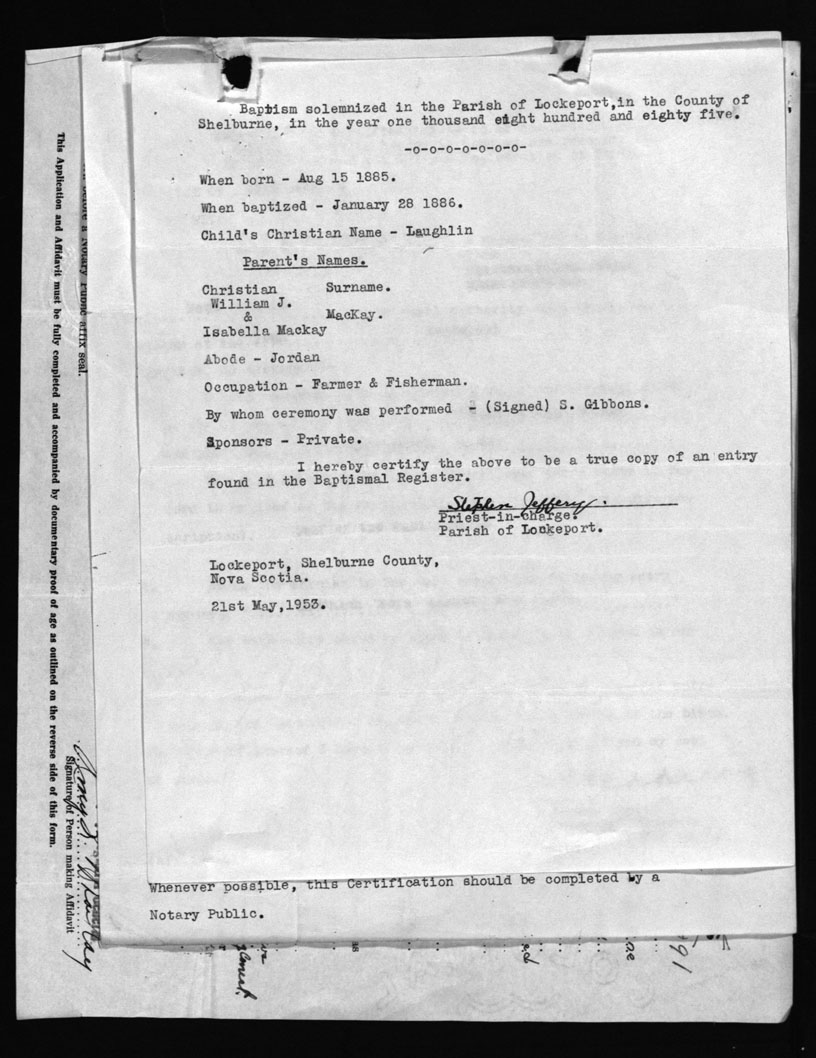 Baptism solemnized in the Parish of Lockeport,in the County of
Shelburne, in the year one thousand eight hundred and eighty five.
-o-o-o-o-o-o-o-
When born - Aug 15 1885.
When baptized - January 28 1886.
Child's Christian Name - Laughlin
Parent's Names.
Christian Surname.
William J.
& MacKay.
Isabella Mackay
Abode - Jordan
Occupation - Farmer & Fisherman.
By whom ceremony was performed - (Signed) S. Gibbons.
Sponsors - Private.
I hereby certify the above to be a true copy of an entry
found in the Baptismal Register.
Stephen Jeffery.
Priest-in-Charge.
Parish of Lockeport.
Lockeport, Shelburne County,
Nova Scotia.
21st May,1953.
Whenever possible, this Certification should be completed by a
Notary Public.
before a Notary Public affix seal.
This Application and Affidavit must be fully completed and accompanied by documentary proof of age as outlined on the reverse side of this form.
Signature of Person making Affidavit